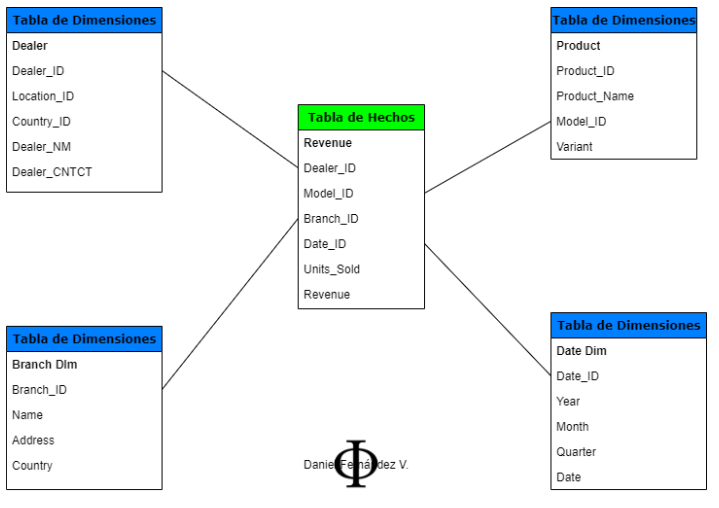 Tabla de Dimensiones
Dealer
Dealer_ID
Location_ID
Country_ID
Dealer_NM
Dealer_CNTCT
Tabla de Dimensiones
Product
Product_ID
Product_Name
Model_ID
Variant
Tabla de Hechos
Revenue
Dealer_ID
Model_ID
Branch_ID
Date_ID
Units_Sold
Revenue
Tabla de Dimensiones
Branch DIm
Branch_ID
Name
Address
Country
Tabla de Dimensiones
Date Dim
Date_ID
Year
Month
Quarter
Date
Daniel Fernández V.
Φ